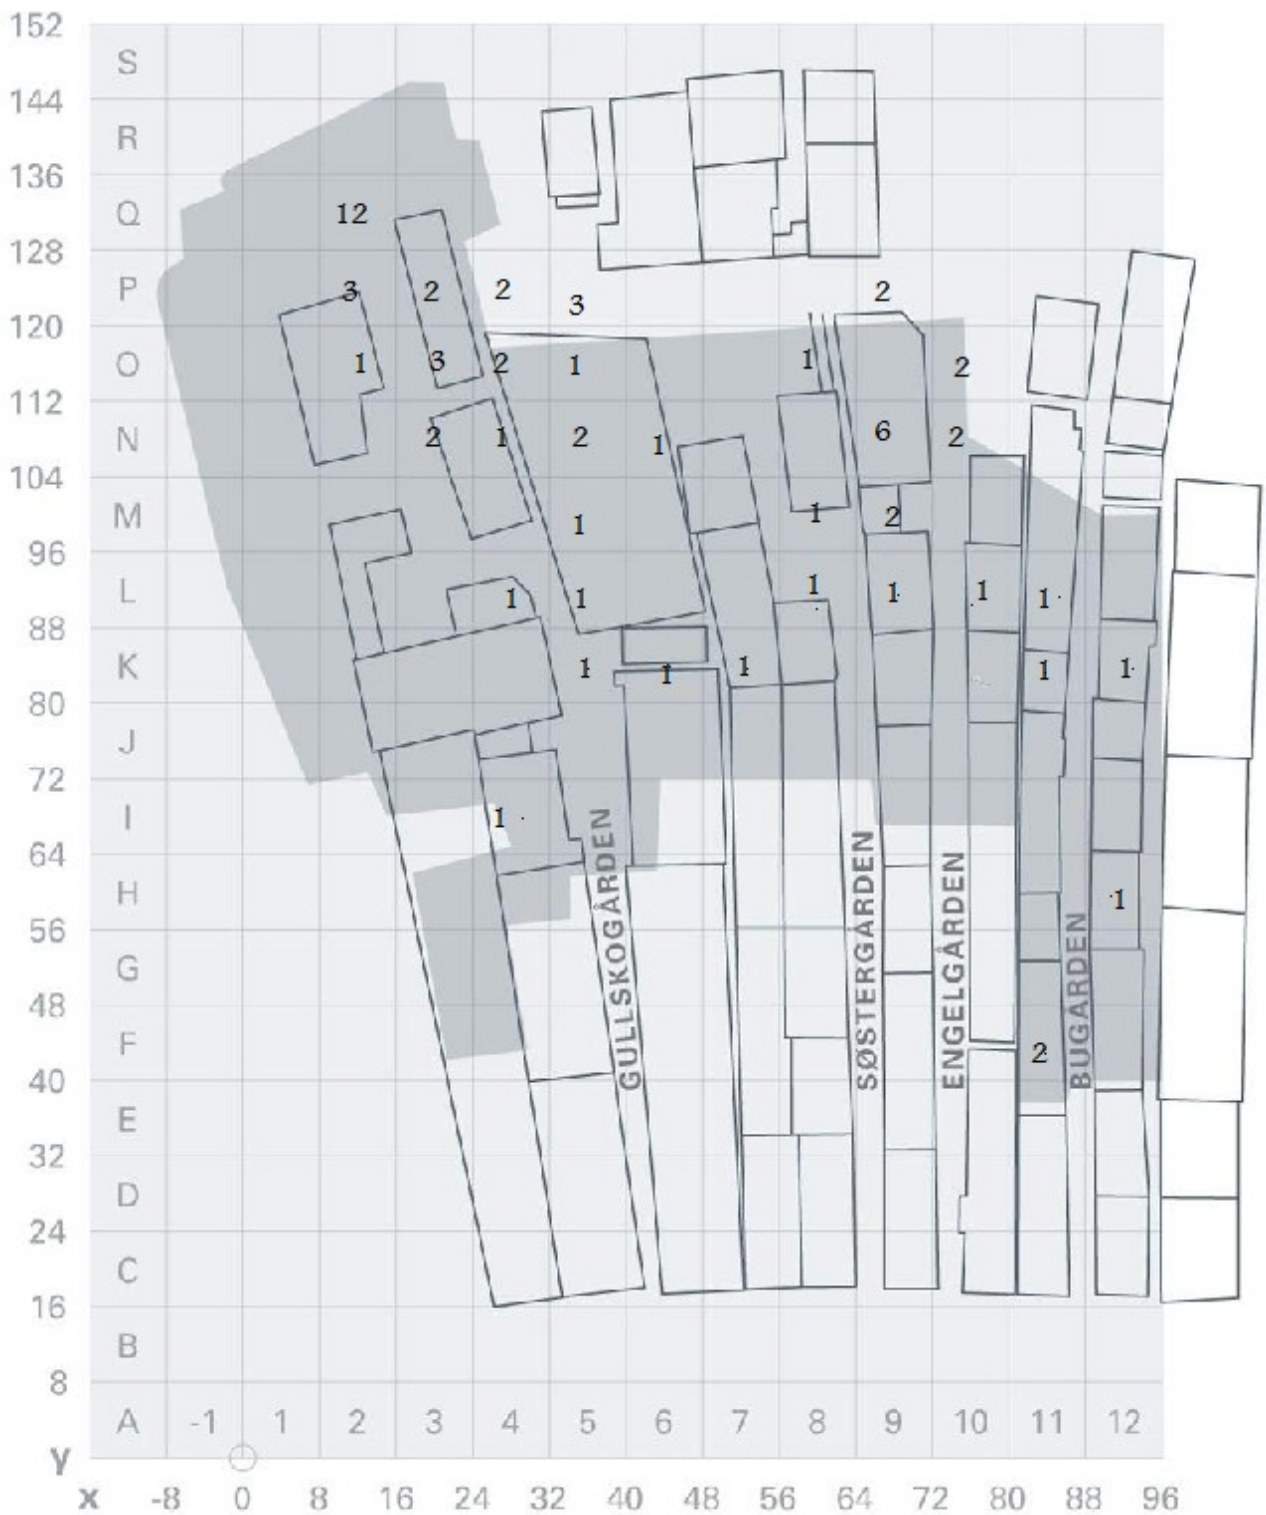 152
S
144
R
136
Q 12
128
P 3 2 2 3 2
120
O 1 3 2 1 1 2
112
N 2 1 2 1 6 2
104
M 1 1 2
96
L 1 1 1 1 1 1
88
K 1 1 1 1 1
80
J
72
I 1
64
H 1
56
G
48
F 2
40
E
32
D
24
C
16
B
8
A -1 1 2 3 4 5 6 7 8 9 10 11 12
y
x -8 0 8 16 24 32 40 48 56 64 72 80 88 96
GULLSKOGÅRDEN
SØSTERGÅRDEN
ENGELGÅRDEN
BUGÅRDEN